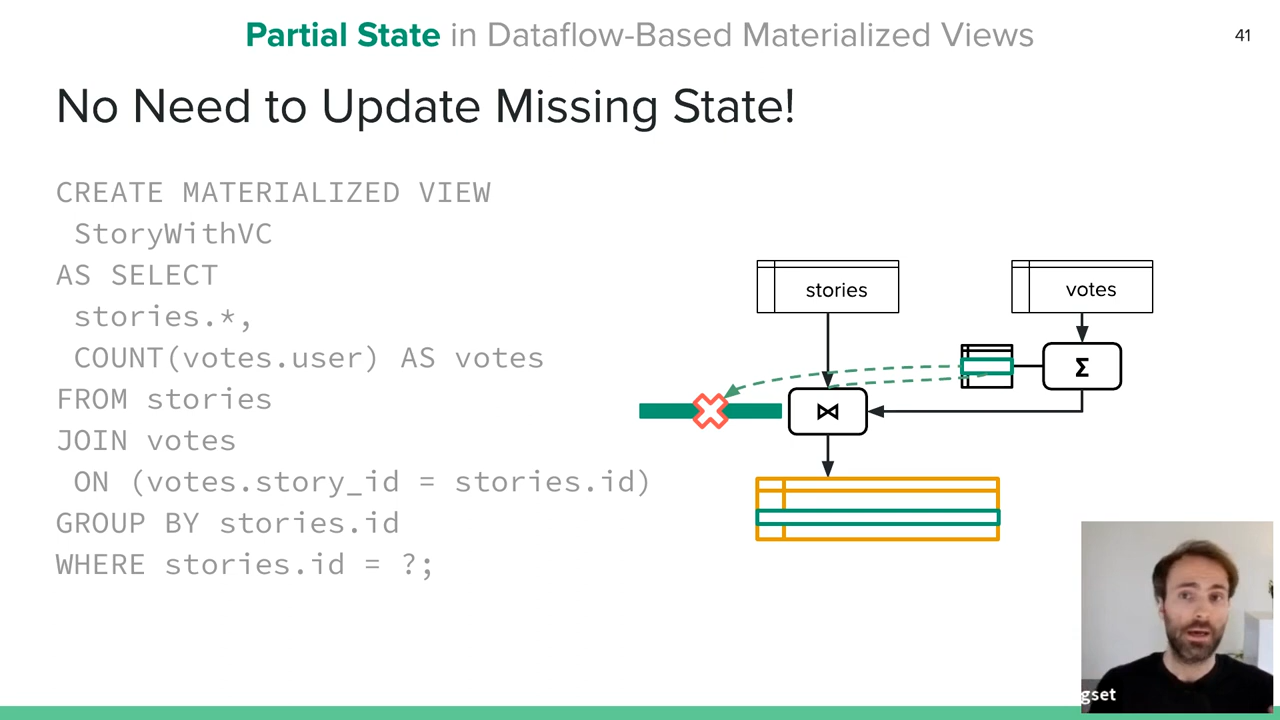 Partial State in Dataflow-Based Materialized Views
41
No Need to Update Missing State!
CREATE MATERIALIZED VIEW
StoryWithVC
AS SELECT
stories.*,
COUNT(votes.user) AS votes
FROM stories
JOIN votes
ON (votes.story_id = stories.id)
GROUP BY stories.id
WHERE stories.id = ?;
stories
votes
Σ
⋈
gset